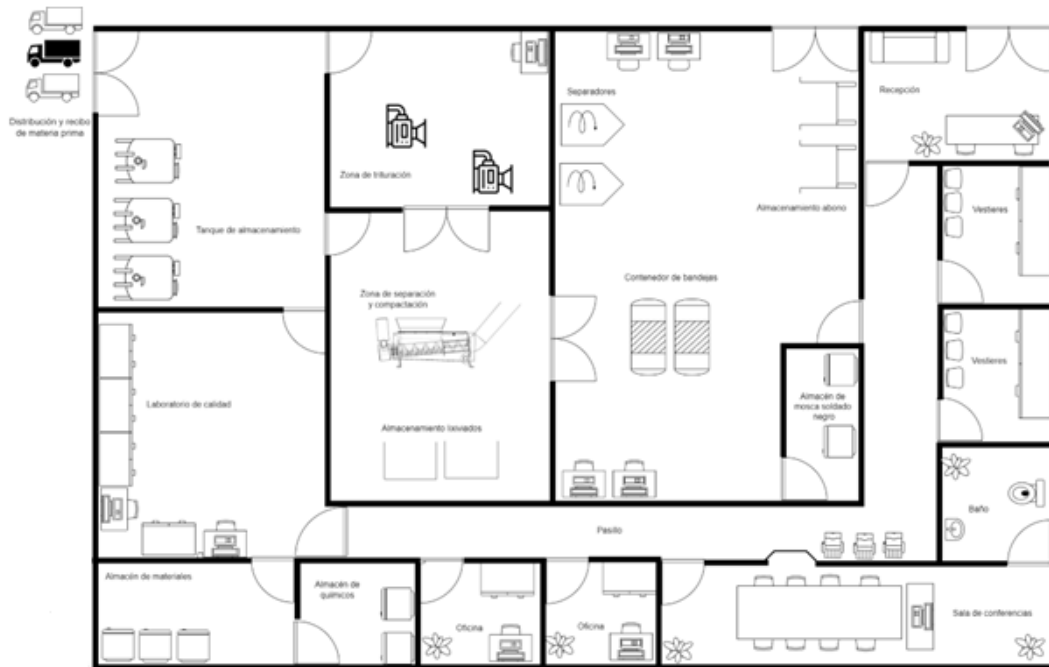 Distribución y recibo
de materia prima
Zona de trituración
Separadores
Recepción
Tanque de almacenamiento
Almacenamiento abono
Vestieres
Zona de separación
y compactación
Contenedor de bandejas
Vestieres
Laboratorio de calidad
Almacenamiento lixiviados
Almacén de
mosca soldado
negro
Pasillo
Baño
Almacén de materiales
Almacén de
químicos
Oficina
Oficina
Sala de conferencias